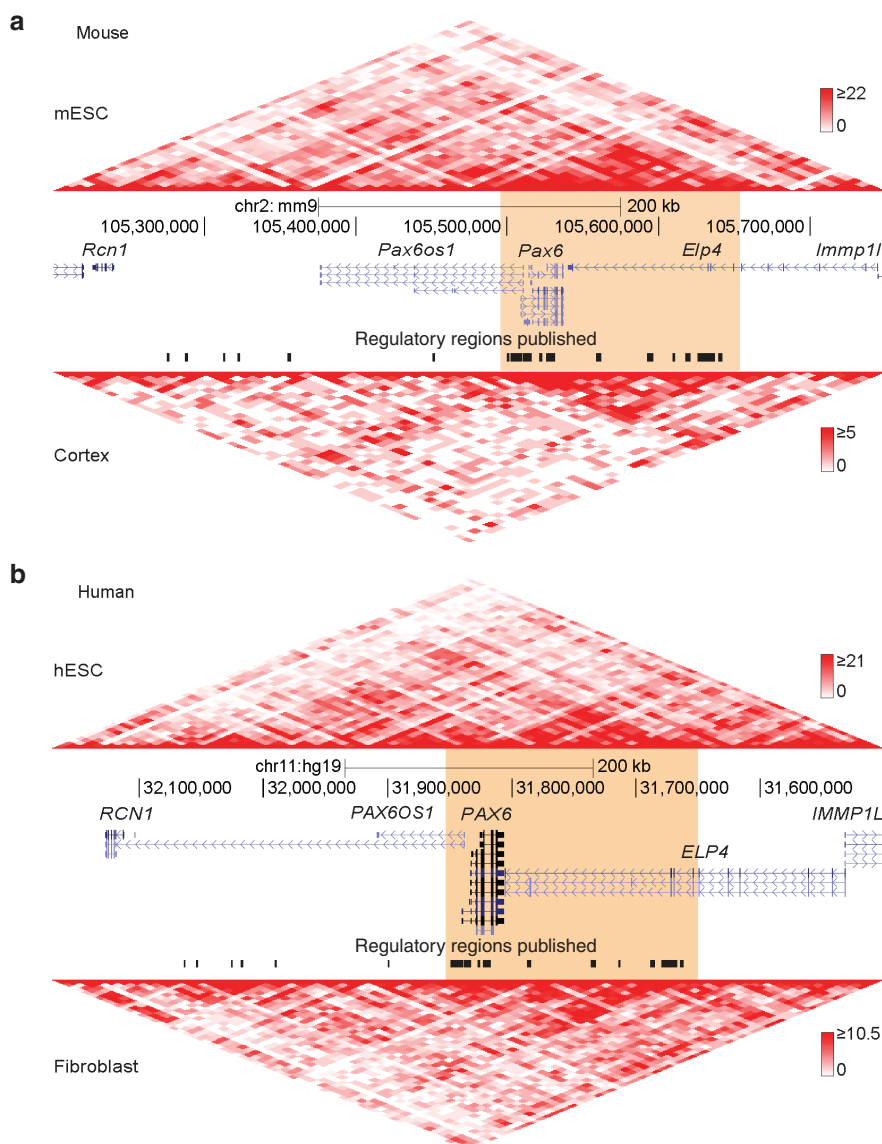 a
Mouse
mESC
≥22
0
chr2: mm9 200 kb
105,300,000| 105,400,000| 105,500,000| 105,600,000| 105,700,000|
Rcn1 Pax6os1 Pax6 Elp4 Immp1l
Regulatory regions published
Cortex
≥5
0
b
Human
hESC
≥21
0
chr11:hg19 200 kb
|32,100,000 |32,000,000 |31,900,000 |31,800,000 |31,700,000 |31,600,000
RCN1 PAX6OS1 PAX6 IMMP1L
ELP4
Regulatory regions published
Fibroblast
≥10.5
0